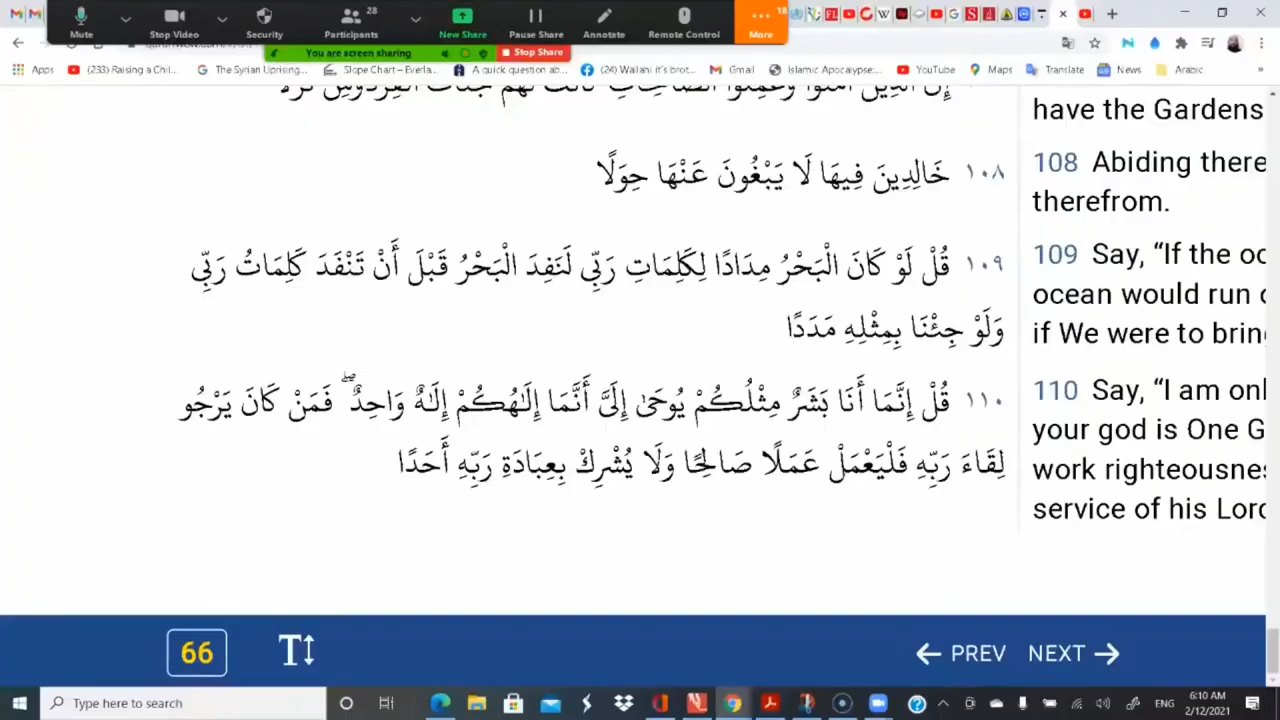 28
18
Mute
Stop Video
Security
Participants
New Share
Pause Share
Annotate
Remote Control
More
You are screen sharing
Stop Share
Apps
(233) Raising a Chil...
The Syrian Uprising...
Slope Chart – Everla...
A quick question ab...
(24) Wallahi it's brot...
Gmail
Islamic Apocalypse:...
YouTube
Maps
Translate
News
Arabic
»
have the Gardens
١٠٨ خَالِدِينَ فِيهَا لَا يَبْغُونَ عَنْهَا حِوَلًا
108 Abiding there
therefrom.
١٠٩ قُلْ لَوْ كَانَ الْبَحْرُ مِدَادًا لِكَلِمَاتِ رَبِّي لَنَفِدَ الْبَحْرُ قَبْلَ أَنْ تَنْفَدَ كَلِمَاتُ رَبِّي
وَلَوْ جِئْنَا بِمِثْلِهِ مَدَدًا
109 Say, “If the oc
ocean would run
if We were to brin
١١٠ قُلْ إِنَّمَا أَنَا بَشَرٌ مِثْلُكُمْ يُوحَىٰ إِلَيَّ أَنَّمَا إِلَٰهُكُمْ إِلَٰهٌ وَاحِدٌ ۖ فَمَنْ كَانَ يَرْجُو
لِقَاءَ رَبِّهِ فَلْيَعْمَلْ عَمَلًا صَالِحًا وَلَا يُشْرِكْ بِعِبَادَةِ رَبِّهِ أَحَدًا
110 Say, “I am onl
your god is One G
work righteousne
service of his Lord
66
T
PREV NEXT
Type here to search
ENG
6:10 AM
2/12/2021